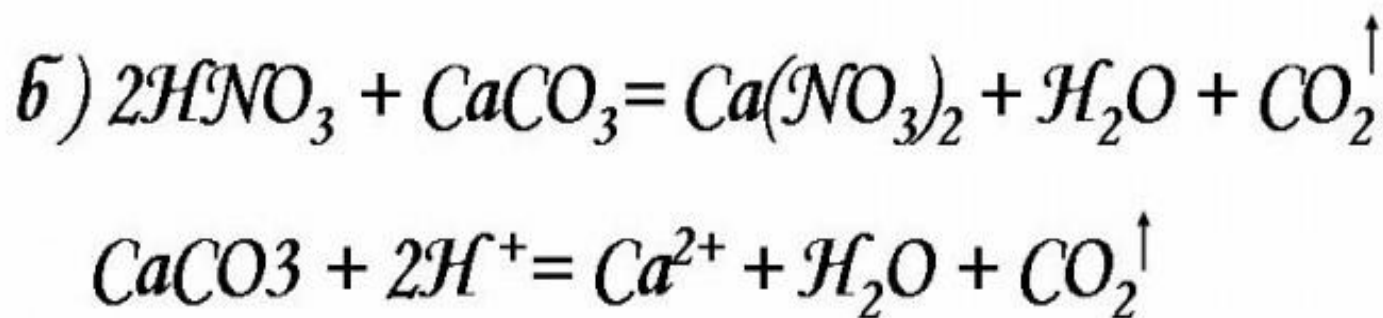 б) 2HNO₃ + CaCO₃= Ca(NO₃)₂ + H₂O + CO₂↑
CaCO3 + 2H⁺= Ca²⁺ + H₂O + CO₂↑